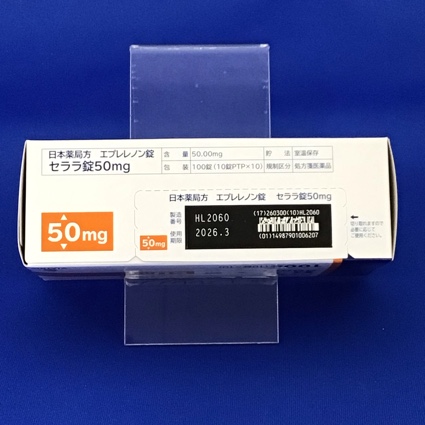 日本薬局方 エプレレノン錠
セララ錠50mg
含量 50.00mg 貯法 室温保存
包装 100錠(10錠PTP×10) 規制区分 処方箋医薬品
日本薬局方 エプレレノン錠 セララ錠50mg
製造番号 HL2060
使用期限 2026.3
(17)260300(10)HL2060
(01)14987901006207
50mg
50mg